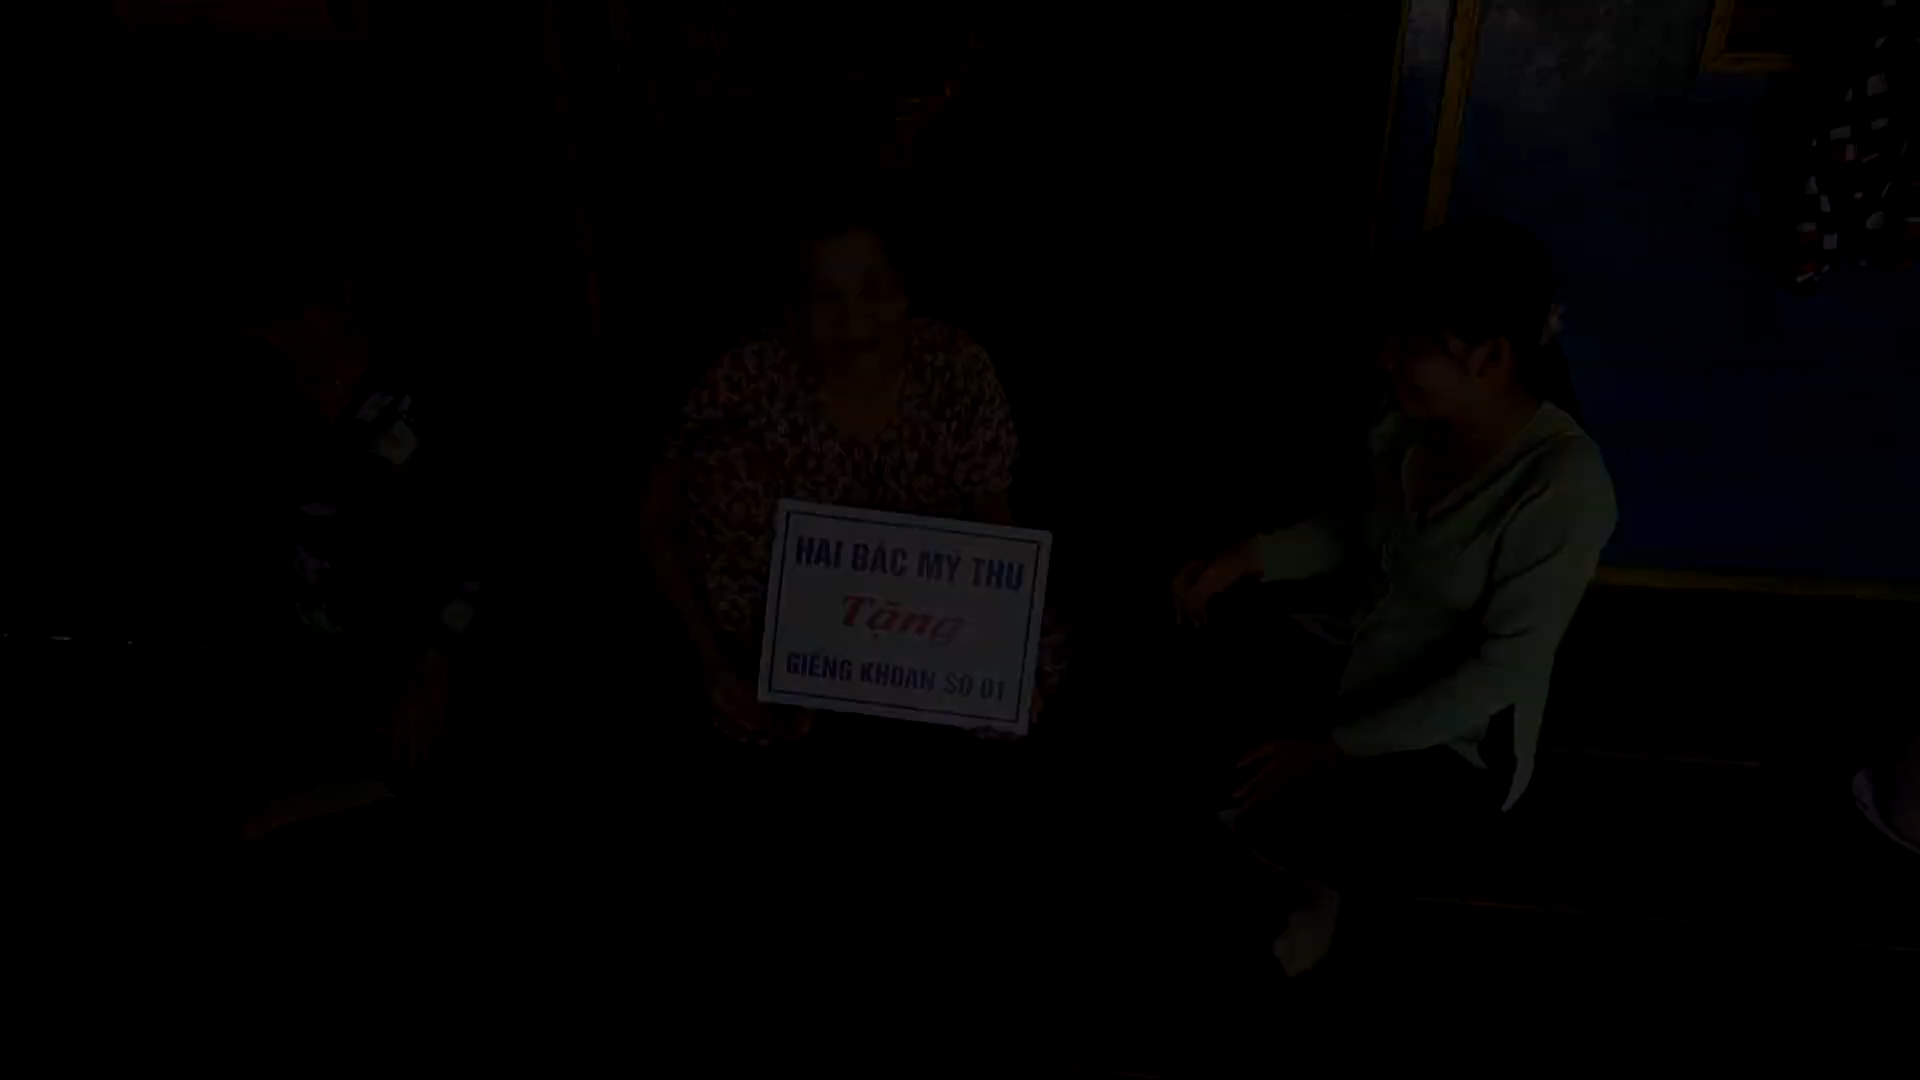 HAI BÁC MỸ THU
Tặng
GIẾNG KHOAN SỐ 01